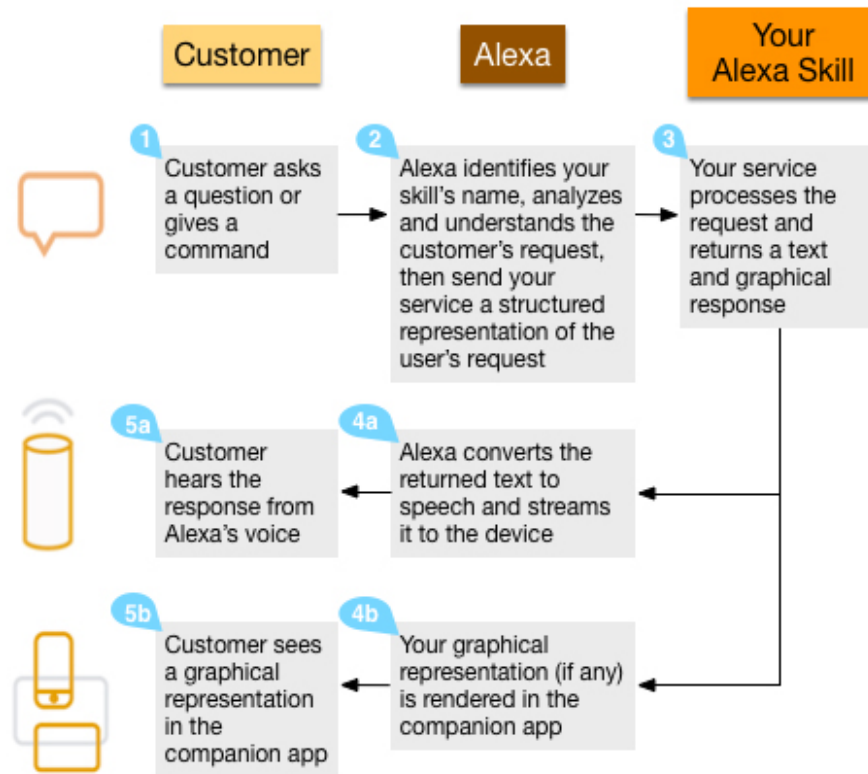 Customer
Alexa
Your
Alexa Skill
1
Customer asks
a question or
gives a
command
2
Alexa identifies your
skill's name, analyzes
and understands the
customer's request,
then send your
service a structured
representation of the
user's request
3
Your service
processes the
request and
returns a text
and graphical
response
5a
Customer
hears the
response from
Alexa's voice
4a
Alexa converts the
returned text to
speech and streams
it to the device
5b
Customer sees
a graphical
representation
in the
companion app
4b
Your graphical
representation (if any)
is rendered in the
companion app